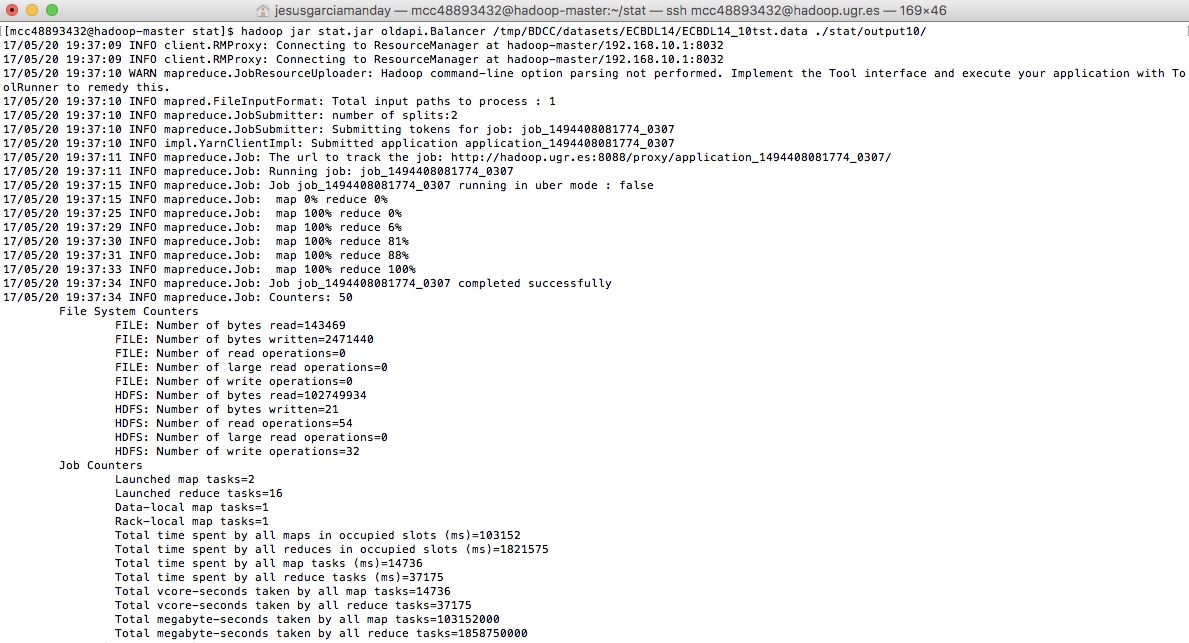 jesusgarciamanday — mcc48893432@hadoop-master:~/stat — ssh mcc48893432@hadoop.ugr.es — 169×46
[[mcc48893432@hadoop-master stat]$ hadoop jar stat.jar oldapi.Balancer /tmp/BDCC/datasets/ECBDL14/ECBDL14_10tst.data ./stat/output10/ ]
17/05/20 19:37:09 INFO client.RMProxy: Connecting to ResourceManager at hadoop-master/192.168.10.1:8032
17/05/20 19:37:09 INFO client.RMProxy: Connecting to ResourceManager at hadoop-master/192.168.10.1:8032
17/05/20 19:37:10 WARN mapreduce.JobResourceUploader: Hadoop command-line option parsing not performed. Implement the Tool interface and execute your application with To
olRunner to remedy this.
17/05/20 19:37:10 INFO mapred.FileInputFormat: Total input paths to process : 1
17/05/20 19:37:10 INFO mapreduce.JobSubmitter: number of splits:2
17/05/20 19:37:10 INFO mapreduce.JobSubmitter: Submitting tokens for job: job_1494408081774_0307
17/05/20 19:37:10 INFO impl.YarnClientImpl: Submitted application application_1494408081774_0307
17/05/20 19:37:11 INFO mapreduce.Job: The url to track the job: http://hadoop.ugr.es:8088/proxy/application_1494408081774_0307/
17/05/20 19:37:11 INFO mapreduce.Job: Running job: job_1494408081774_0307
17/05/20 19:37:15 INFO mapreduce.Job: Job job_1494408081774_0307 running in uber mode : false
17/05/20 19:37:15 INFO mapreduce.Job:  map 0% reduce 0%
17/05/20 19:37:25 INFO mapreduce.Job:  map 100% reduce 0%
17/05/20 19:37:29 INFO mapreduce.Job:  map 100% reduce 6%
17/05/20 19:37:30 INFO mapreduce.Job:  map 100% reduce 81%
17/05/20 19:37:31 INFO mapreduce.Job:  map 100% reduce 88%
17/05/20 19:37:33 INFO mapreduce.Job:  map 100% reduce 100%
17/05/20 19:37:34 INFO mapreduce.Job: Job job_1494408081774_0307 completed successfully
17/05/20 19:37:34 INFO mapreduce.Job: Counters: 50
File System Counters
FILE: Number of bytes read=143469
FILE: Number of bytes written=2471440
FILE: Number of read operations=0
FILE: Number of large read operations=0
FILE: Number of write operations=0
HDFS: Number of bytes read=102749934
HDFS: Number of bytes written=21
HDFS: Number of read operations=54
HDFS: Number of large read operations=0
HDFS: Number of write operations=32
Job Counters
Launched map tasks=2
Launched reduce tasks=16
Data-local map tasks=1
Rack-local map tasks=1
Total time spent by all maps in occupied slots (ms)=103152
Total time spent by all reduces in occupied slots (ms)=1821575
Total time spent by all map tasks (ms)=14736
Total time spent by all reduce tasks (ms)=37175
Total vcore-seconds taken by all map tasks=14736
Total vcore-seconds taken by all reduce tasks=37175
Total megabyte-seconds taken by all map tasks=103152000
Total megabyte-seconds taken by all reduce tasks=1858750000